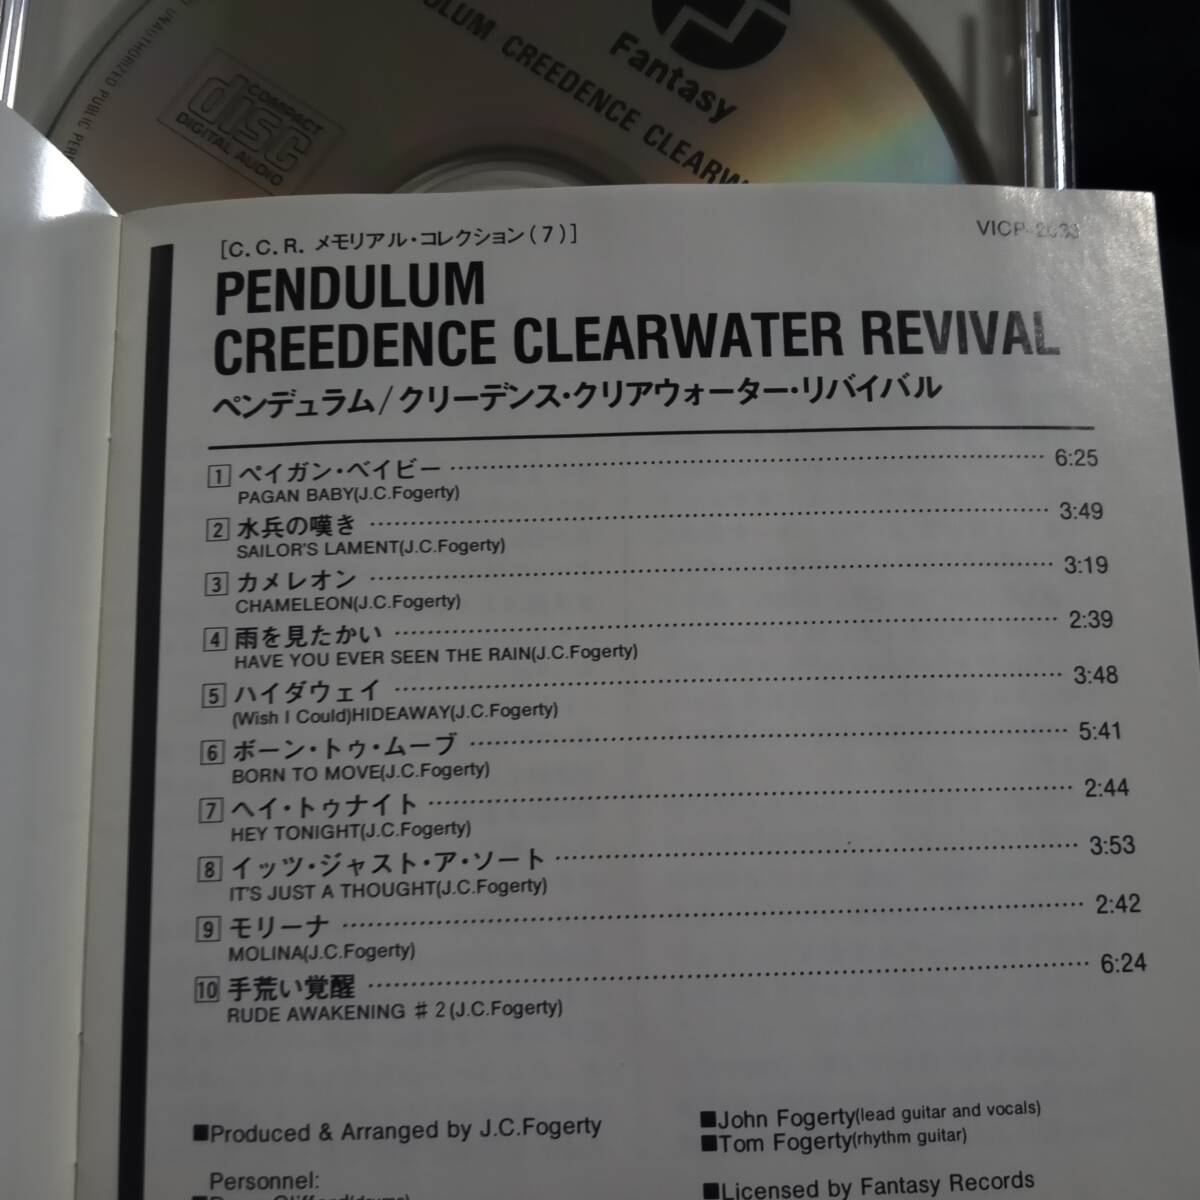 UNAUTHORIZED PUBLIC
COMPACT
disc
DIGITAL AUDIO
CREEDENCE
Fantasy
[C.C.R. メモリアル・コレクション(7)]
PENDULUM
CREEDENCE CLEARWATER REVIVAL
ペンデュラム/クリーデンス・クリアウォーター・リバイバル
1 ペイガン・ベイビー 6:25
PAGAN BABY(J.C.Fogerty)
2 水兵の嘆き 3:49
SAILOR'S LAMENT(J.C.Fogerty)
3 カメレオン 3:19
CHAMELEON(J.C.Fogerty)
4 雨を見たかい 2:39
HAVE YOU EVER SEEN THE RAIN(J.C.Fogerty)
5 ハイダウェイ 3:48
(Wish I Could)HIDEAWAY(J.C.Fogerty)
6 ボーン・トゥ・ムーブ 5:41
BORN TO MOVE(J.C.Fogerty)
7 ヘイ・トゥナイト 2:44
HEY TONIGHT(J.C.Fogerty)
8 イッツ・ジャスト・ア・ソート 3:53
IT'S JUST A THOUGHT(J.C.Fogerty)
9 モリーナ 2:42
MOLINA(J.C.Fogerty)
10 手荒い覚醒 6:24
RUDE AWAKENING ♯2(J.C.Fogerty)
■Produced & Arranged by J.C.Fogerty
Personnel:
■John Fogerty(lead guitar and vocals)
■Tom Fogerty(rhythm guitar)
■Licensed by Fantasy Records